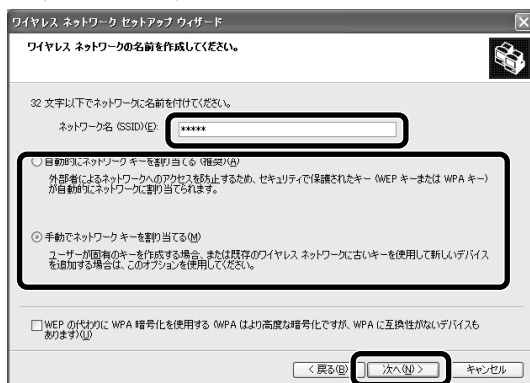 ワイヤレス ネットワーク セットアップ ウィザード
ワイヤレス ネットワークの名前を作成してください。
32 文字以下でネットワークに名前を付けてください。
ネットワーク名 (SSID)(E):
*****
自動的にネットワーク キーを割り当てる (推奨)(A)
外部者によるネットワークへのアクセスを防止するため、セキュリティで保護されたキー (WEP キーまたは WPA キー)
が自動的にネットワークに割り当てられます。
手動でネットワーク キーを割り当てる(M)
ユーザーが固有のキーを作成する場合、または既存のワイヤレス ネットワークに古いキーを使用して新しいデバイス
を追加する場合は、このオプションを使用してください。
WEP の代わりに WPA 暗号化を使用する (WPA はより高度な暗号化ですが、WPA に互換性がないデバイスも
あります)(U)
< 戻る(B)
次へ(N) >
キャンセル